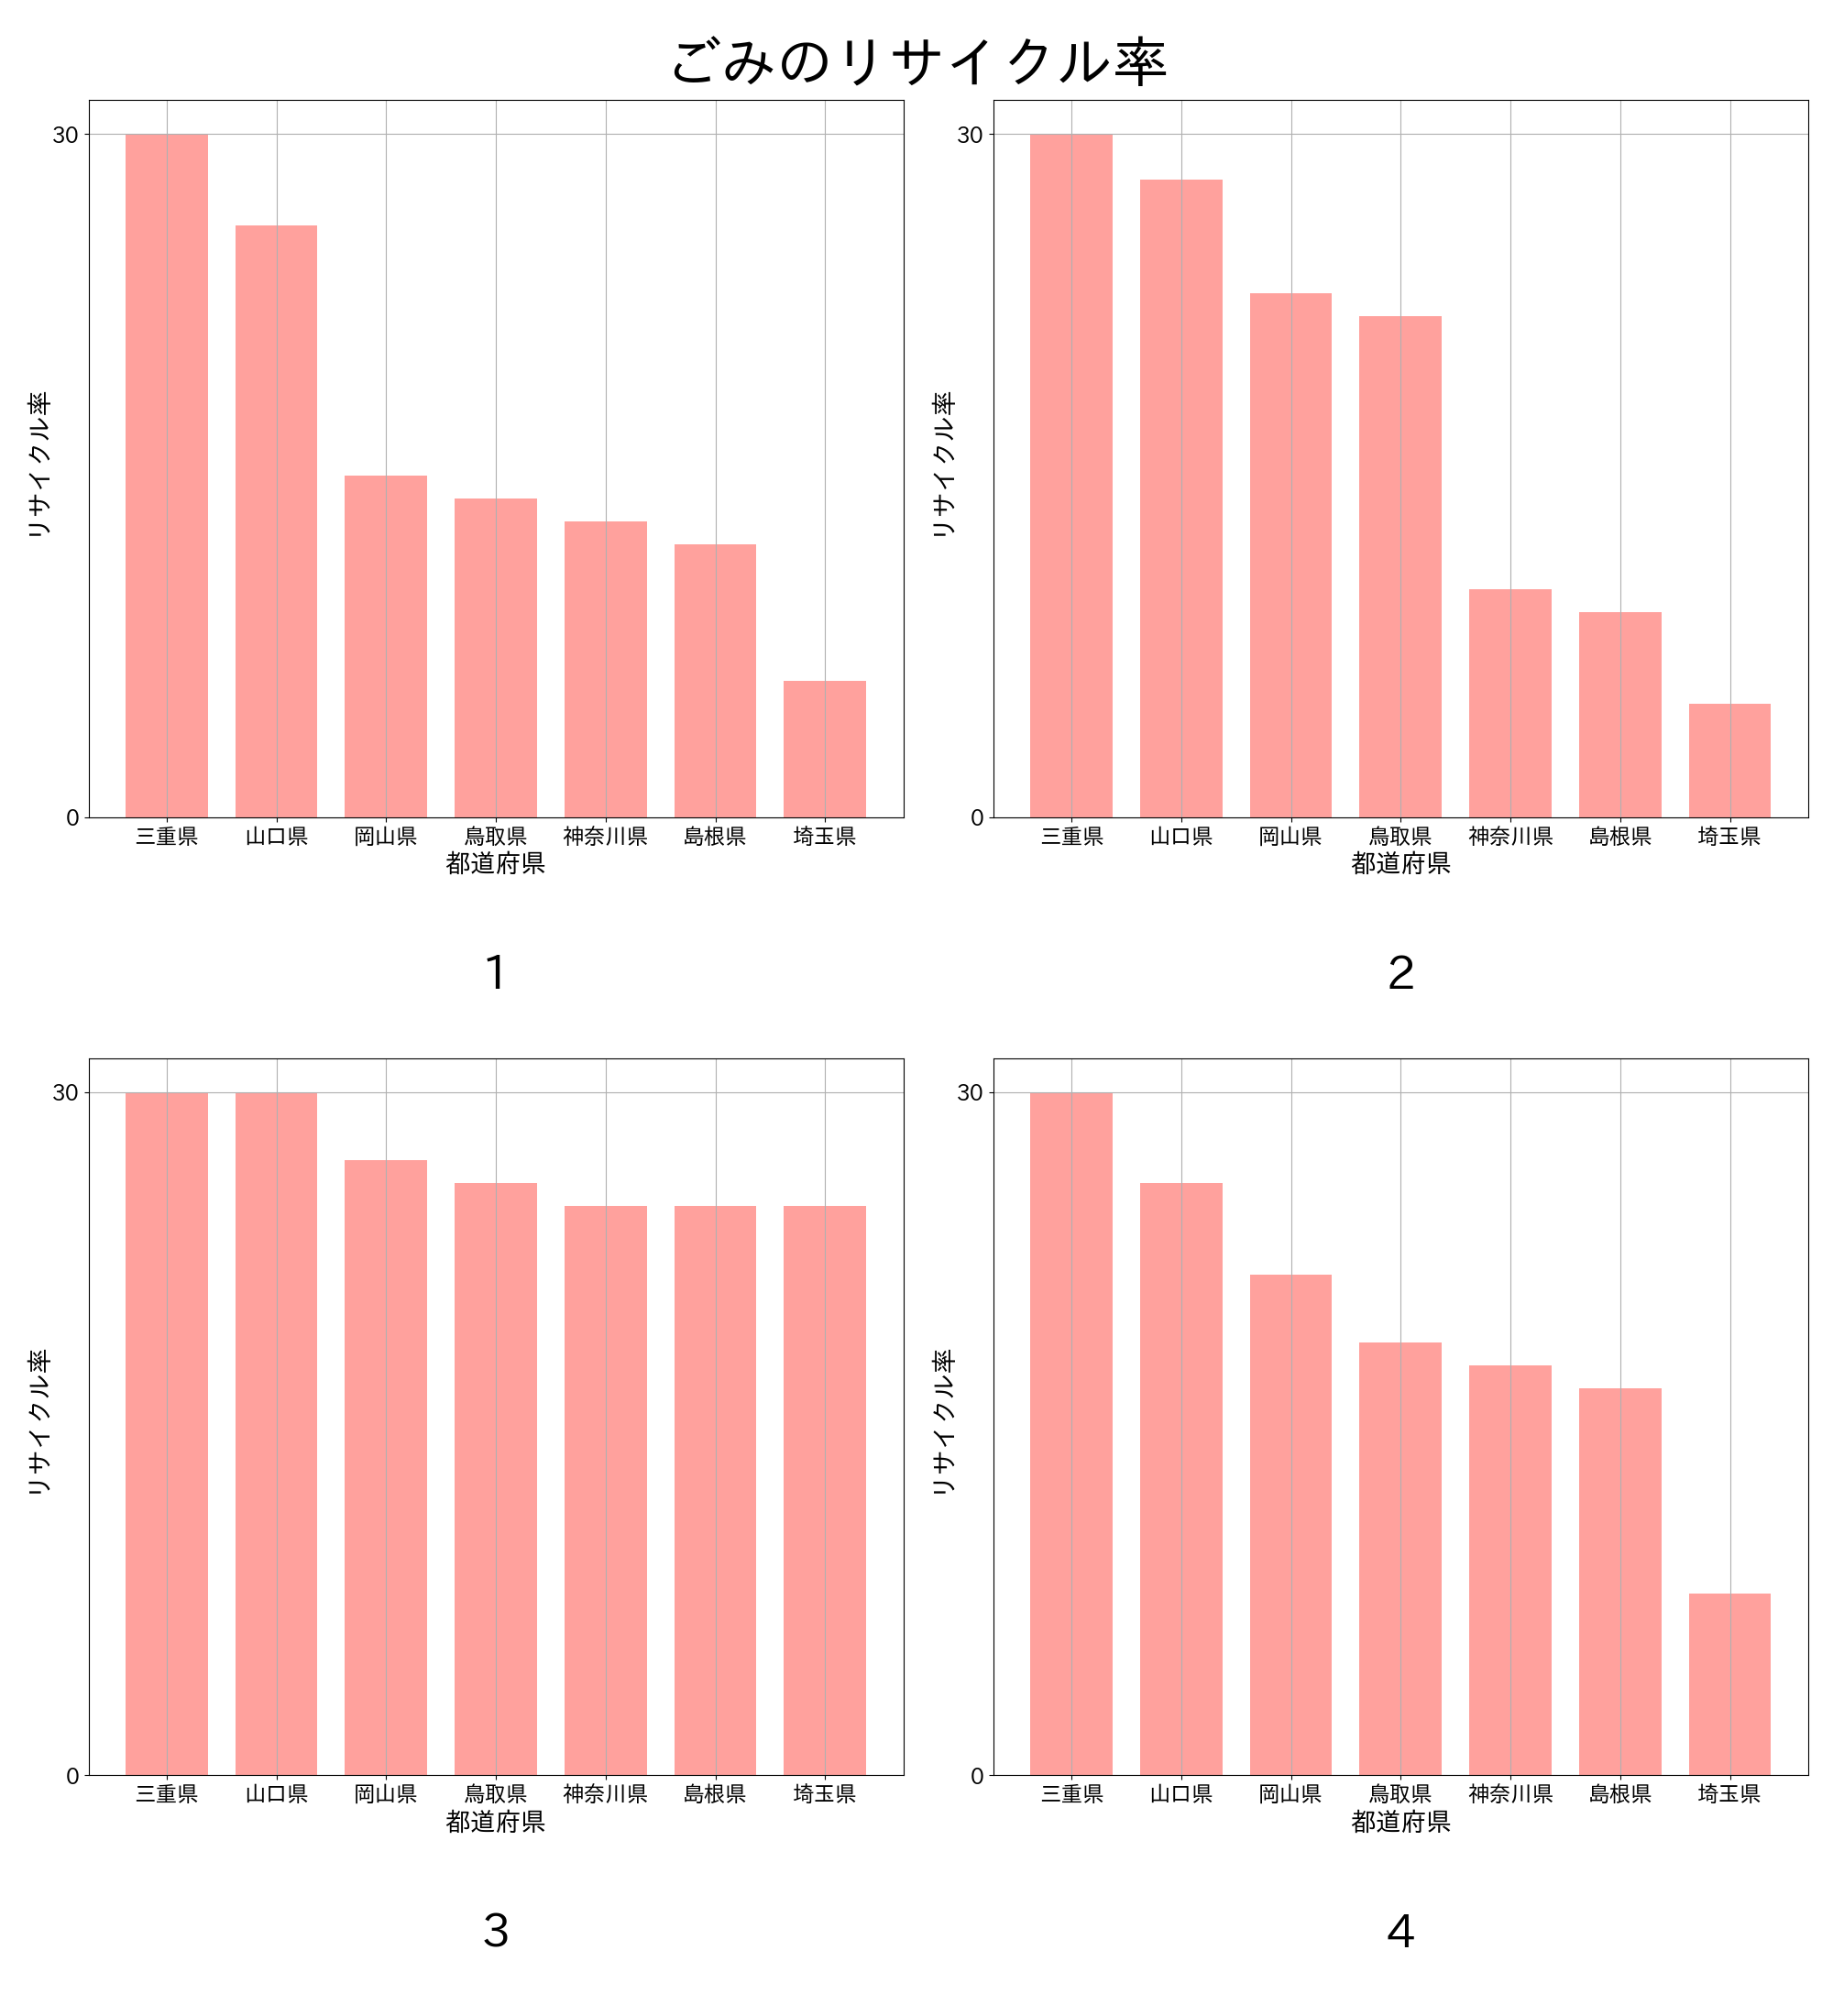 ごみのリサイクル率
30
0
リサイクル率
三重県 山口県 岡山県 鳥取県 神奈川県 島根県 埼玉県
都道府県
1
30
0
リサイクル率
三重県 山口県 岡山県 鳥取県 神奈川県 島根県 埼玉県
都道府県
2
30
0
リサイクル率
三重県 山口県 岡山県 鳥取県 神奈川県 島根県 埼玉県
都道府県
3
30
0
リサイクル率
三重県 山口県 岡山県 鳥取県 神奈川県 島根県 埼玉県
都道府県
4